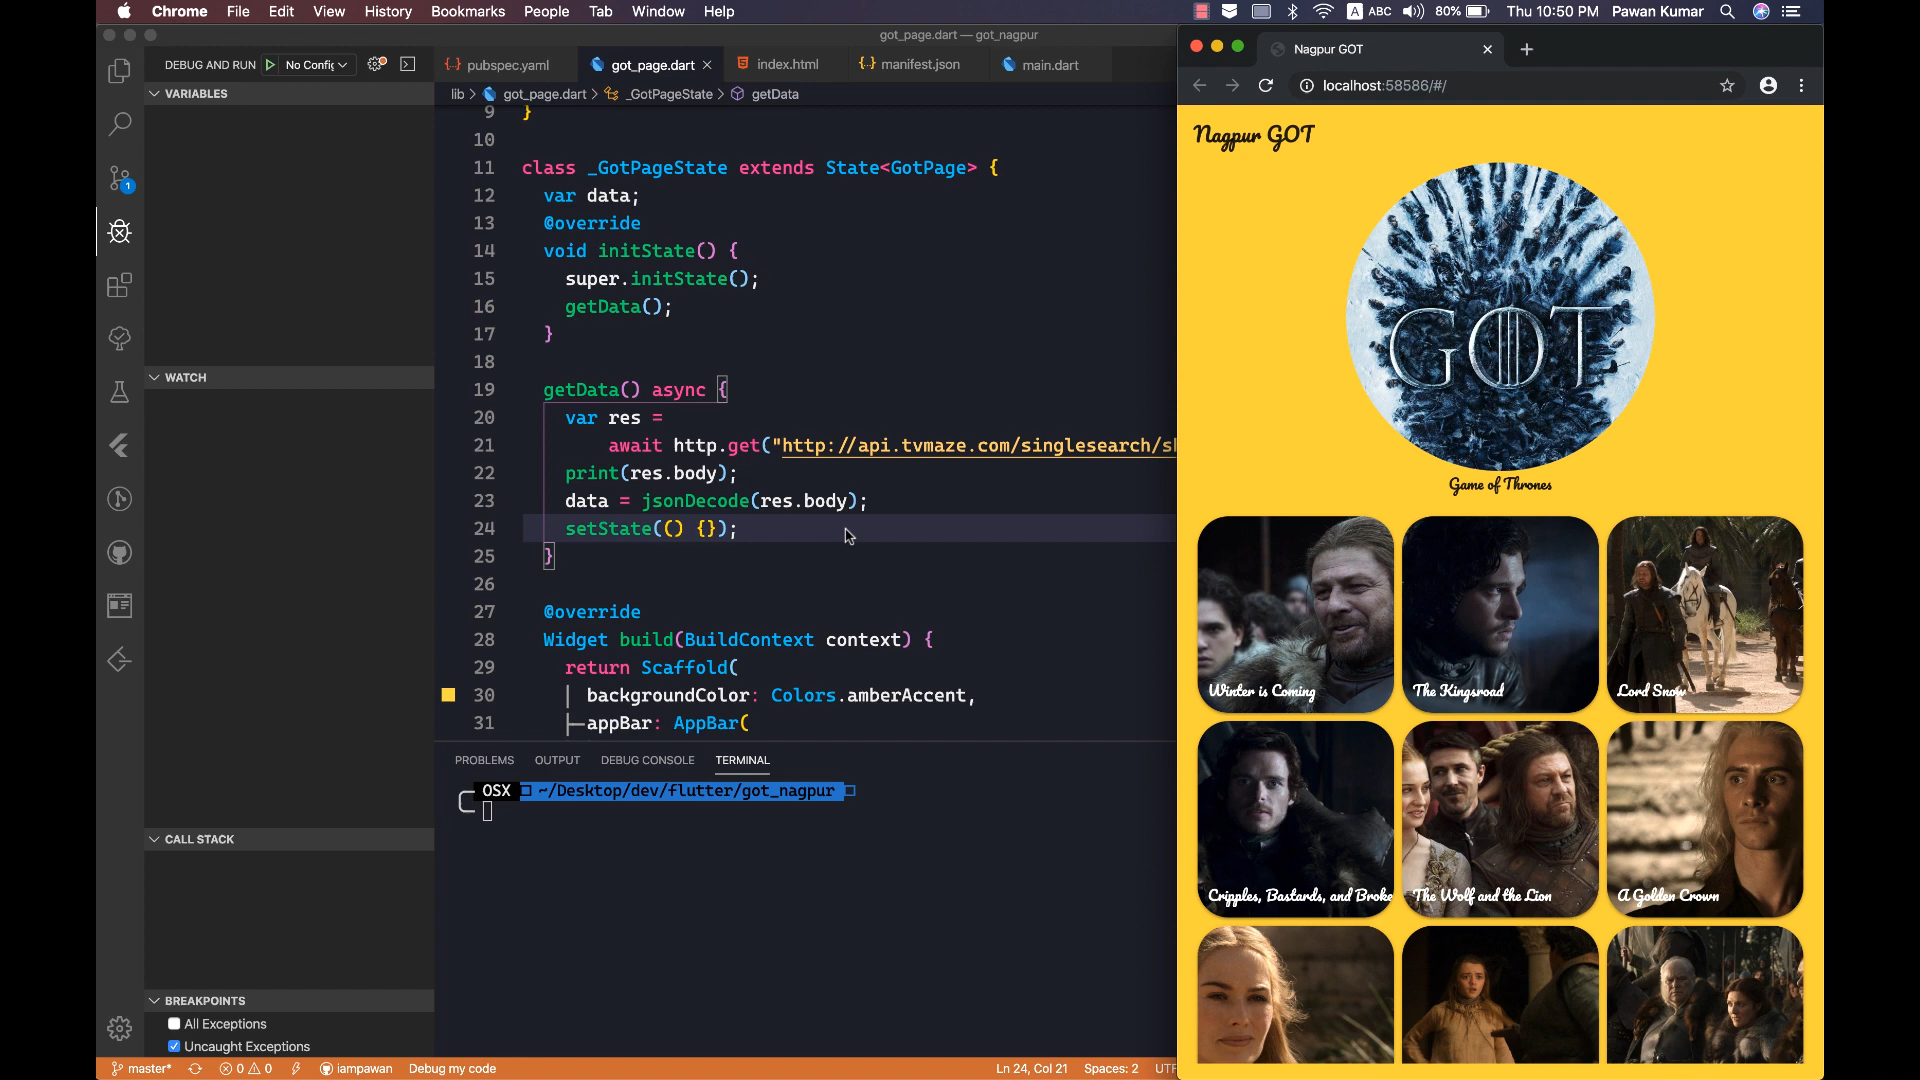 Chrome File Edit View History Bookmarks People Tab Window Help
A ABC 80% Thu 10:50 PM Pawan Kumar
got_page.dart — got_nagpur
DEBUG AND RUN No Config
pubspec.yaml got_page.dart index.html manifest.json main.dart
lib > got_page.dart > _GotPageState > getData
VARIABLES
WATCH
CALL STACK
BREAKPOINTS
All Exceptions
Uncaught Exceptions
1
9 }
10
11 class _GotPageState extends State<GotPage> {
12 var data;
13 @override
14 void initState() {
15 super.initState();
16 getData();
17 }
18
19 getData() async {
20 var res =
21 await http.get("http://api.tvmaze.com/singlesearch/s
22 print(res.body);
23 data = jsonDecode(res.body);
24 setState(() {});
25 }
26
27 @override
28 Widget build(BuildContext context) {
29 return Scaffold(
30 backgroundColor: Colors.amberAccent,
31 appBar: AppBar(
PROBLEMS OUTPUT DEBUG CONSOLE TERMINAL
OSX ~/Desktop/dev/flutter/got_nagpur
master* 0 0 iampawan Debug my code Ln 24, Col 21 Spaces: 2 UTF
Nagpur GOT
localhost:58586/#/
Nagpur GOT
GOT
Game of Thrones
Winter is Coming
The Kingsroad
Lord Snow
Cripples, Bastards, and Broke
The Wolf and the Lion
A Golden Crown